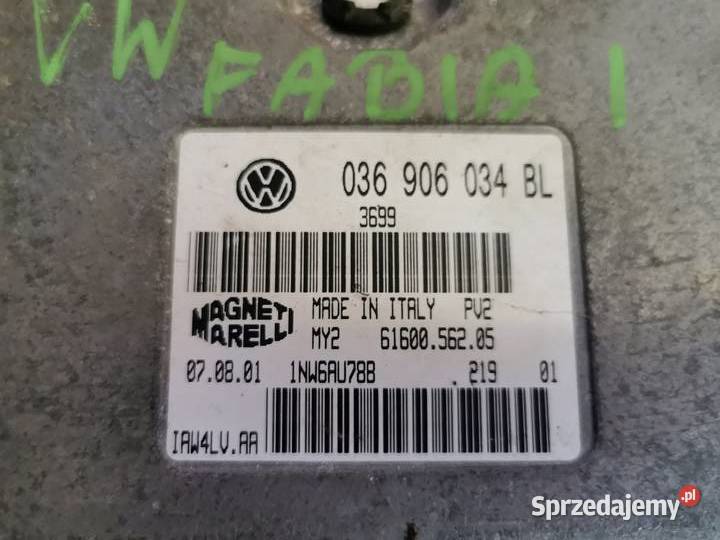 VW FABIA I
036 906 034 BL
3699
MAGNETI MARELLI
MADE IN ITALY PV2
MY2 61600.562.05
07.08.01 1NW6AU78B .219 01
IAW4LV.AA
Sprzedajemy.pl